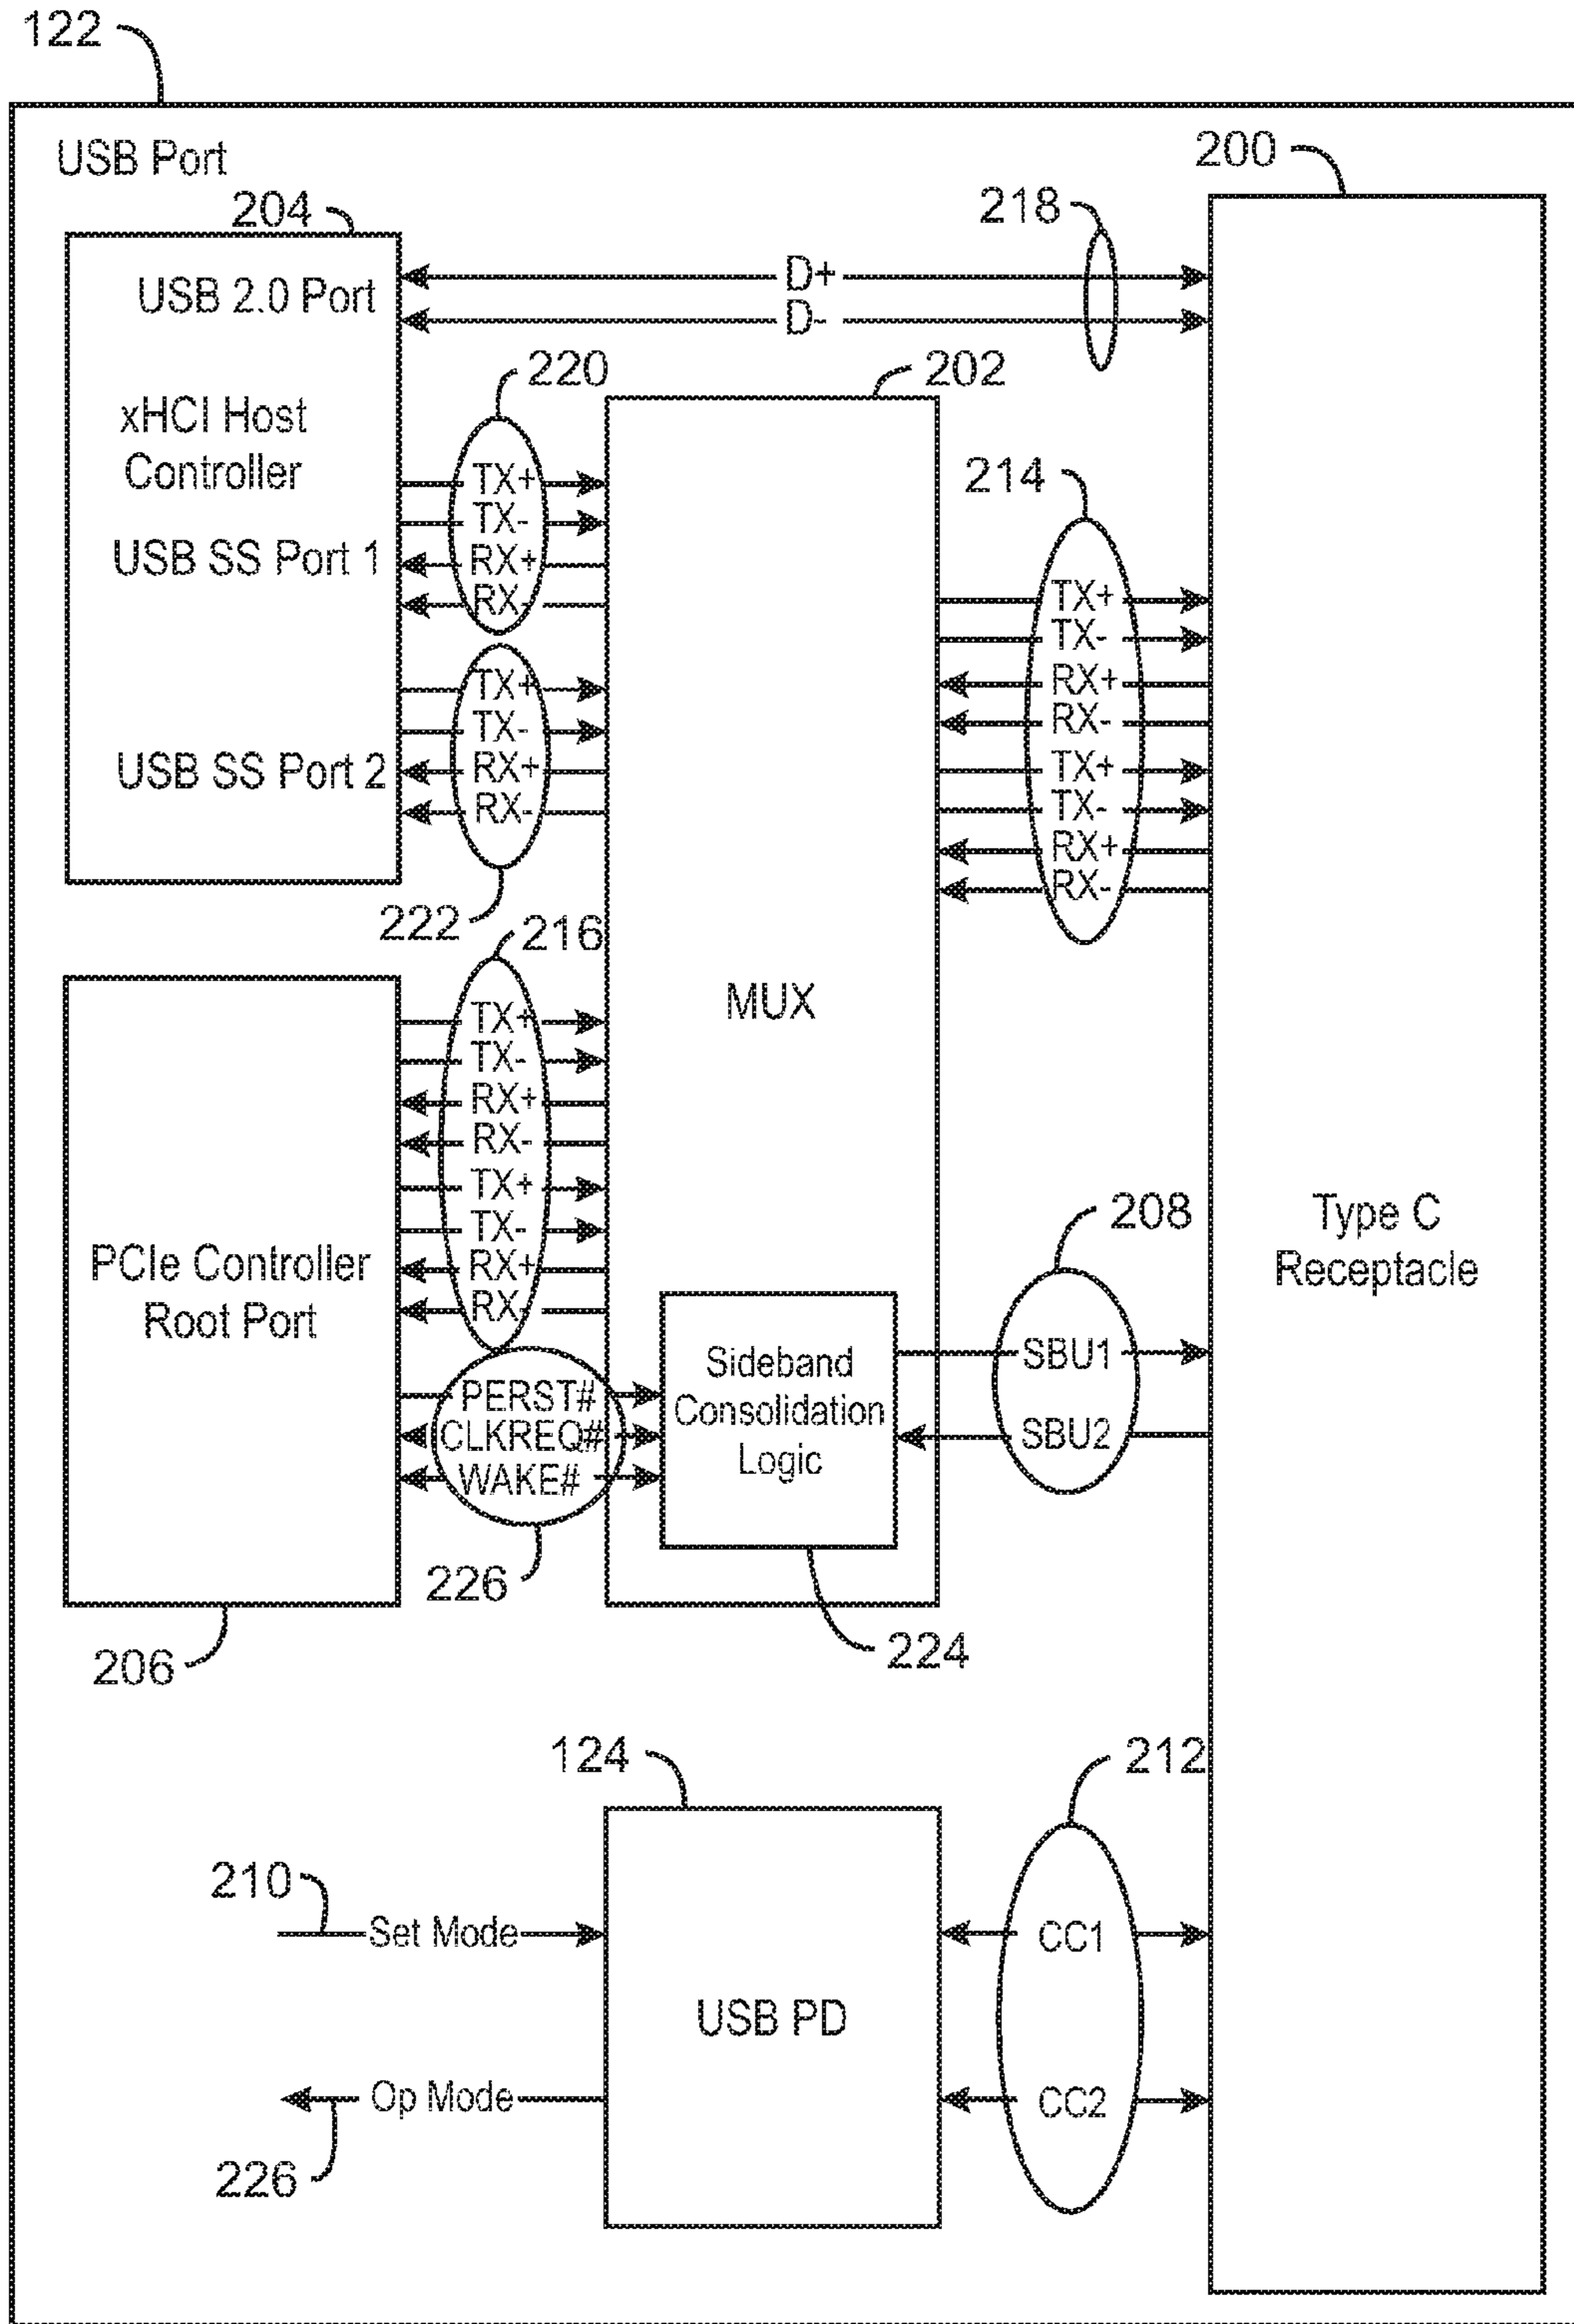 122
USB Port
200
204
218
USB 2.0 Port
D+
D-
220
202
xHCI Host
Controller
214
TX+
TX-
USB SS Port 1
RX+
RX-
TX+
TX-
RX+
RX-
TX+
TX-
RX+
RX-
TX+
TX-
USB SS Port 2
RX+
RX-
222
216
MUX
TX+
TX-
RX+
RX-
TX+
TX-
RX+
RX-
PCIe Controller
Root Port
208
Type C
Receptacle
Sideband
Consolidation
Logic
SBU1
SBU2
PERST#
CLKREQ#
WAKE#
226
206
224
124
212
210
Set Mode
CC1
USB PD
Op Mode
CC2
226